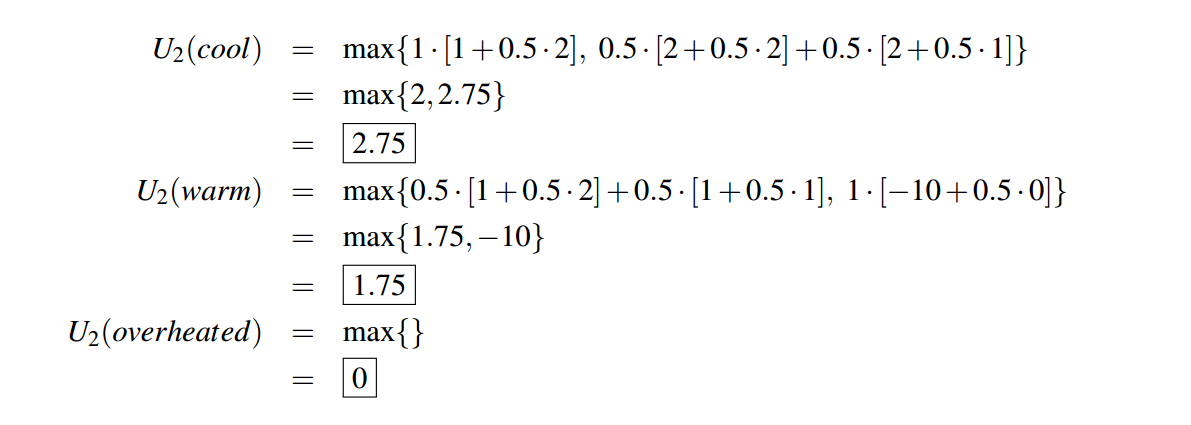 U₂(cool) = max{1·[1+0.5·2], 0.5·[2+0.5·2]+0.5·[2+0.5·1]}
= max{2,2.75}
= 2.75
U₂(warm) = max{0.5·[1+0.5·2]+0.5·[1+0.5·1], 1·[−10+0.5·0]}
= max{1.75,−10}
= 1.75
U₂(overheated) = max{}
= 0